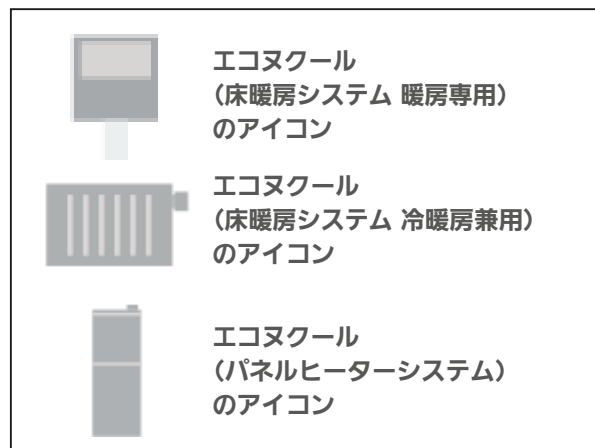 エコヌクール
(床暖房システム 暖房専用)
のアイコン
エコヌクール
(床暖房システム 冷暖房兼用)
のアイコン
エコヌクール
(パネルヒーターシステム)
のアイコン